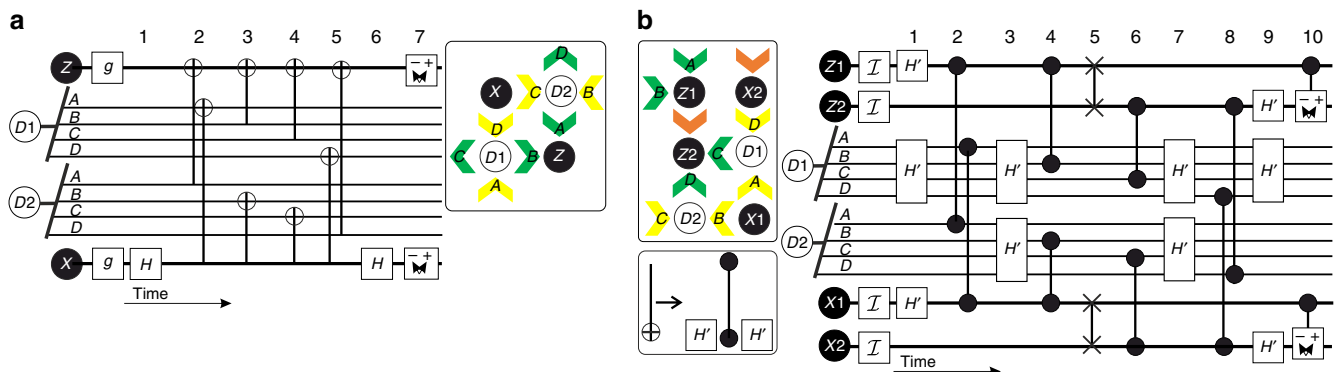 a
1 2 3 4 5 6 7
Z g - +
A
B
D1 C
D
A
B
D2 C
D
X g H H - +
Time
D
X C D2 B
D A
C D1 B Z
A
b
A
B Z1 X2
D
Z2 C D1
D A
C D2 B X1
H' H'
1 2 3 4 5 6 7 8 9 10
Z1 I H'
Z2 I H' - +
A
B
D1 H' H' H' H'
C
D
A
B
D2 H' H'
C
D
X1 I H'
X2 I H' - +
Time